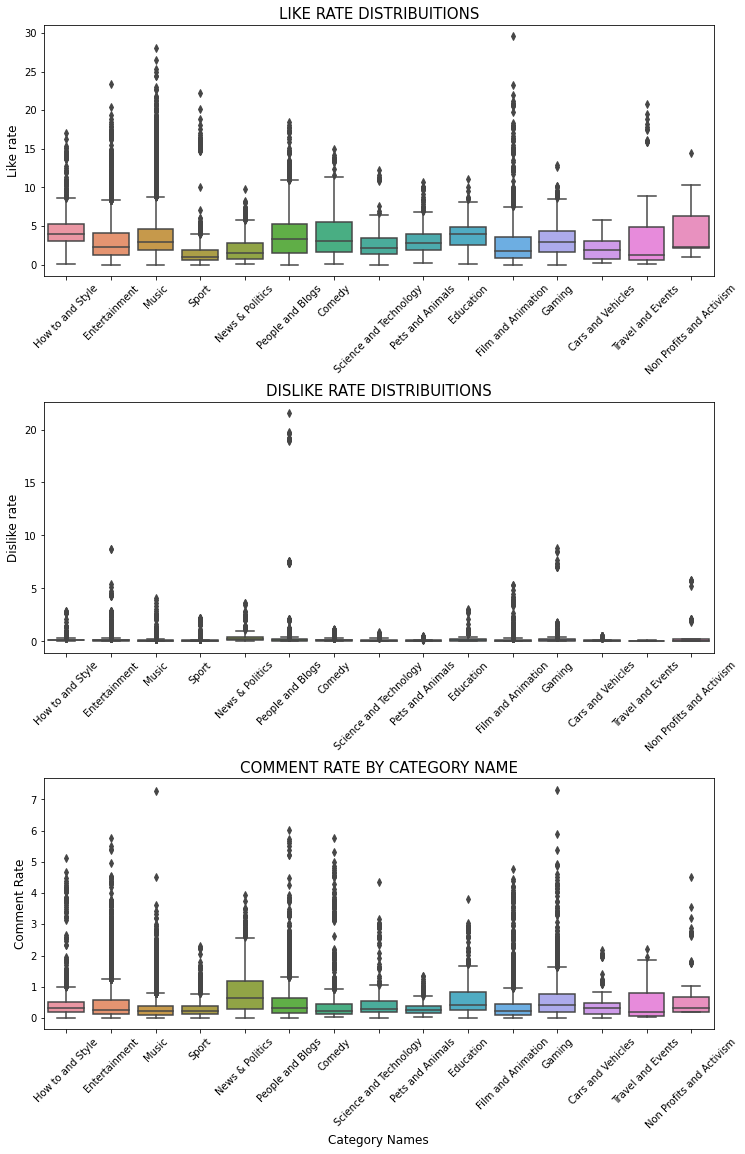 LIKE RATE DISTRIBUITIONS
30
25
20
15
10
5
0
Like rate
How to and Style
Entertainment
Music
Sport
News & Politics
People and Blogs
Comedy
Science and Technology
Pets and Animals
Education
Film and Animation
Gaming
Cars and Vehicles
Travel and Events
Non Profits and Activism
DISLIKE RATE DISTRIBUITIONS
20
15
10
5
0
Dislike rate
How to and Style
Entertainment
Music
Sport
News & Politics
People and Blogs
Comedy
Science and Technology
Pets and Animals
Education
Film and Animation
Gaming
Cars and Vehicles
Travel and Events
Non Profits and Activism
COMMENT RATE BY CATEGORY NAME
7
6
5
4
3
2
1
0
Comment Rate
How to and Style
Entertainment
Music
Sport
News & Politics
People and Blogs
Comedy
Science and Technology
Pets and Animals
Education
Film and Animation
Gaming
Cars and Vehicles
Travel and Events
Non Profits and Activism
Category Names